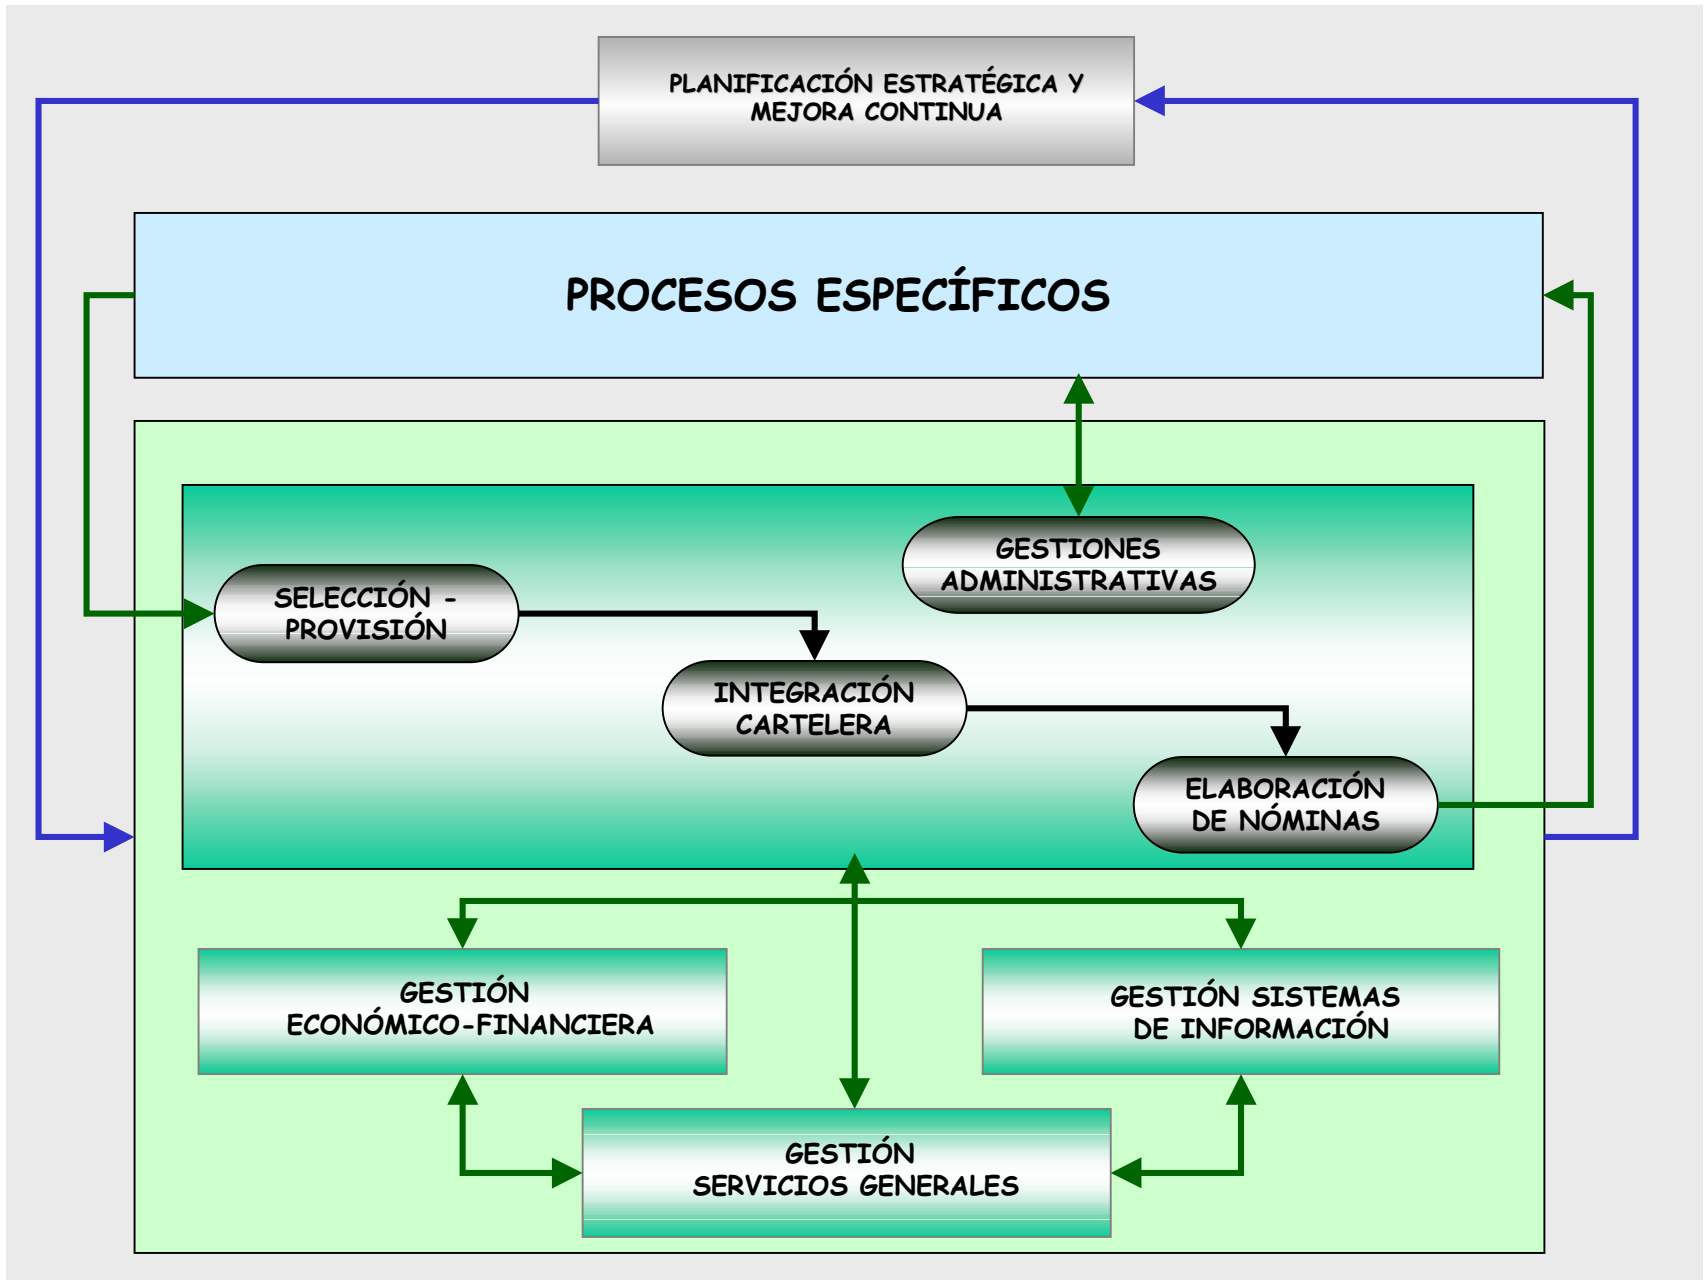 PLANIFICACIÓN ESTRATÉGICA Y
MEJORA CONTINUA
PROCESOS ESPECÍFICOS
GESTIONES
ADMINISTRATIVAS
SELECCIÓN -
PROVISIÓN
INTEGRACIÓN
CARTELERA
ELABORACIÓN
DE NÓMINAS
GESTIÓN
ECONÓMICO-FINANCIERA
GESTIÓN SISTEMAS
DE INFORMACIÓN
GESTIÓN
SERVICIOS GENERALES